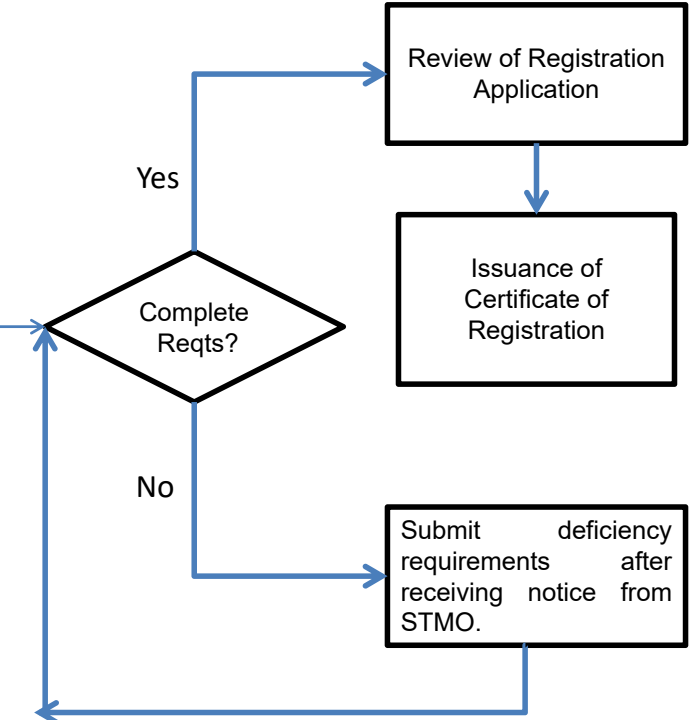 Review of Registration
Application
Yes
Issuance of
Certificate of
Registration
Complete
Reqts?
No
Submit deficiency
requirements after
receiving notice from
STMO.